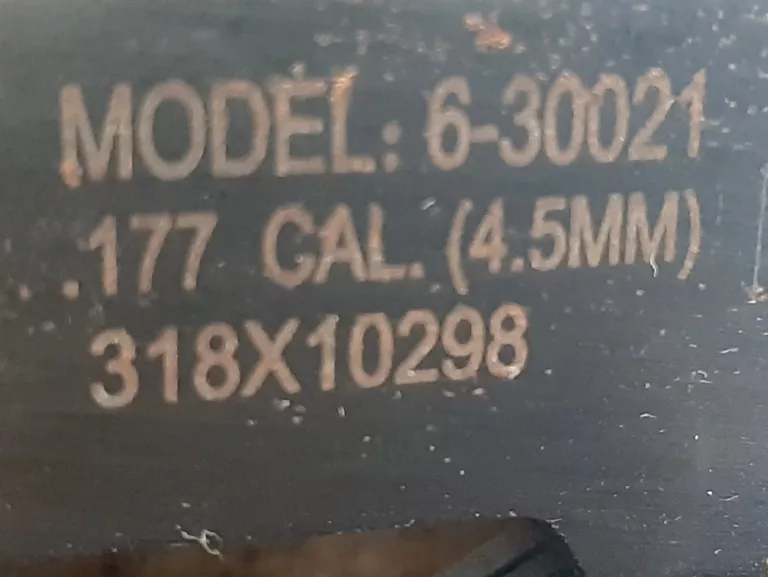 MODEL: 6-30021
.177 CAL. (4.5MM)
318X10298